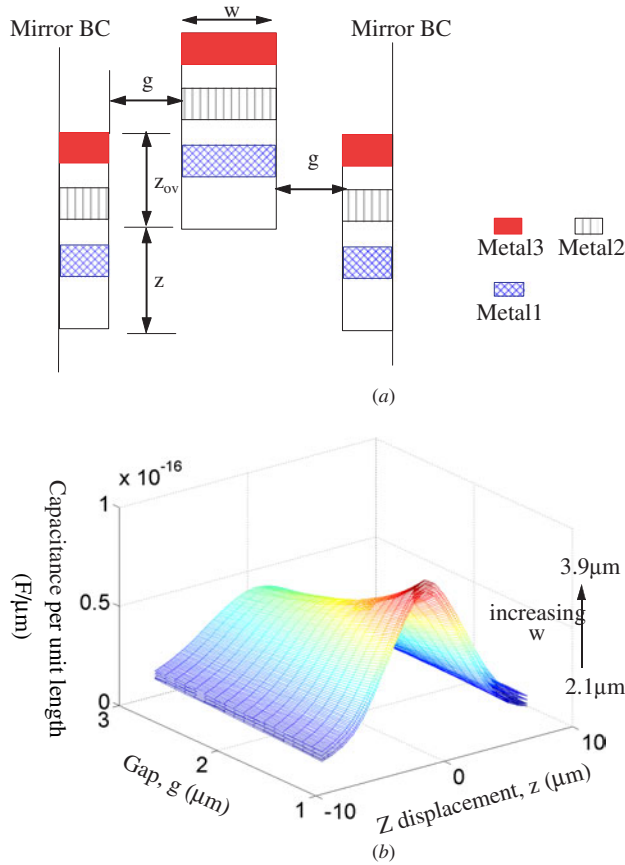 Mirror BC
w
Mirror BC
g
z_ov
g
z
Metal3
Metal2
Metal1
(a)
x 10^-16
Capacitance per unit length
(F/μm)
1
0.5
0
3
2
1
Gap, g (μm)
-10
0
10
Z displacement, z (μm)
3.9μm
increasing
w
2.1μm
(b)